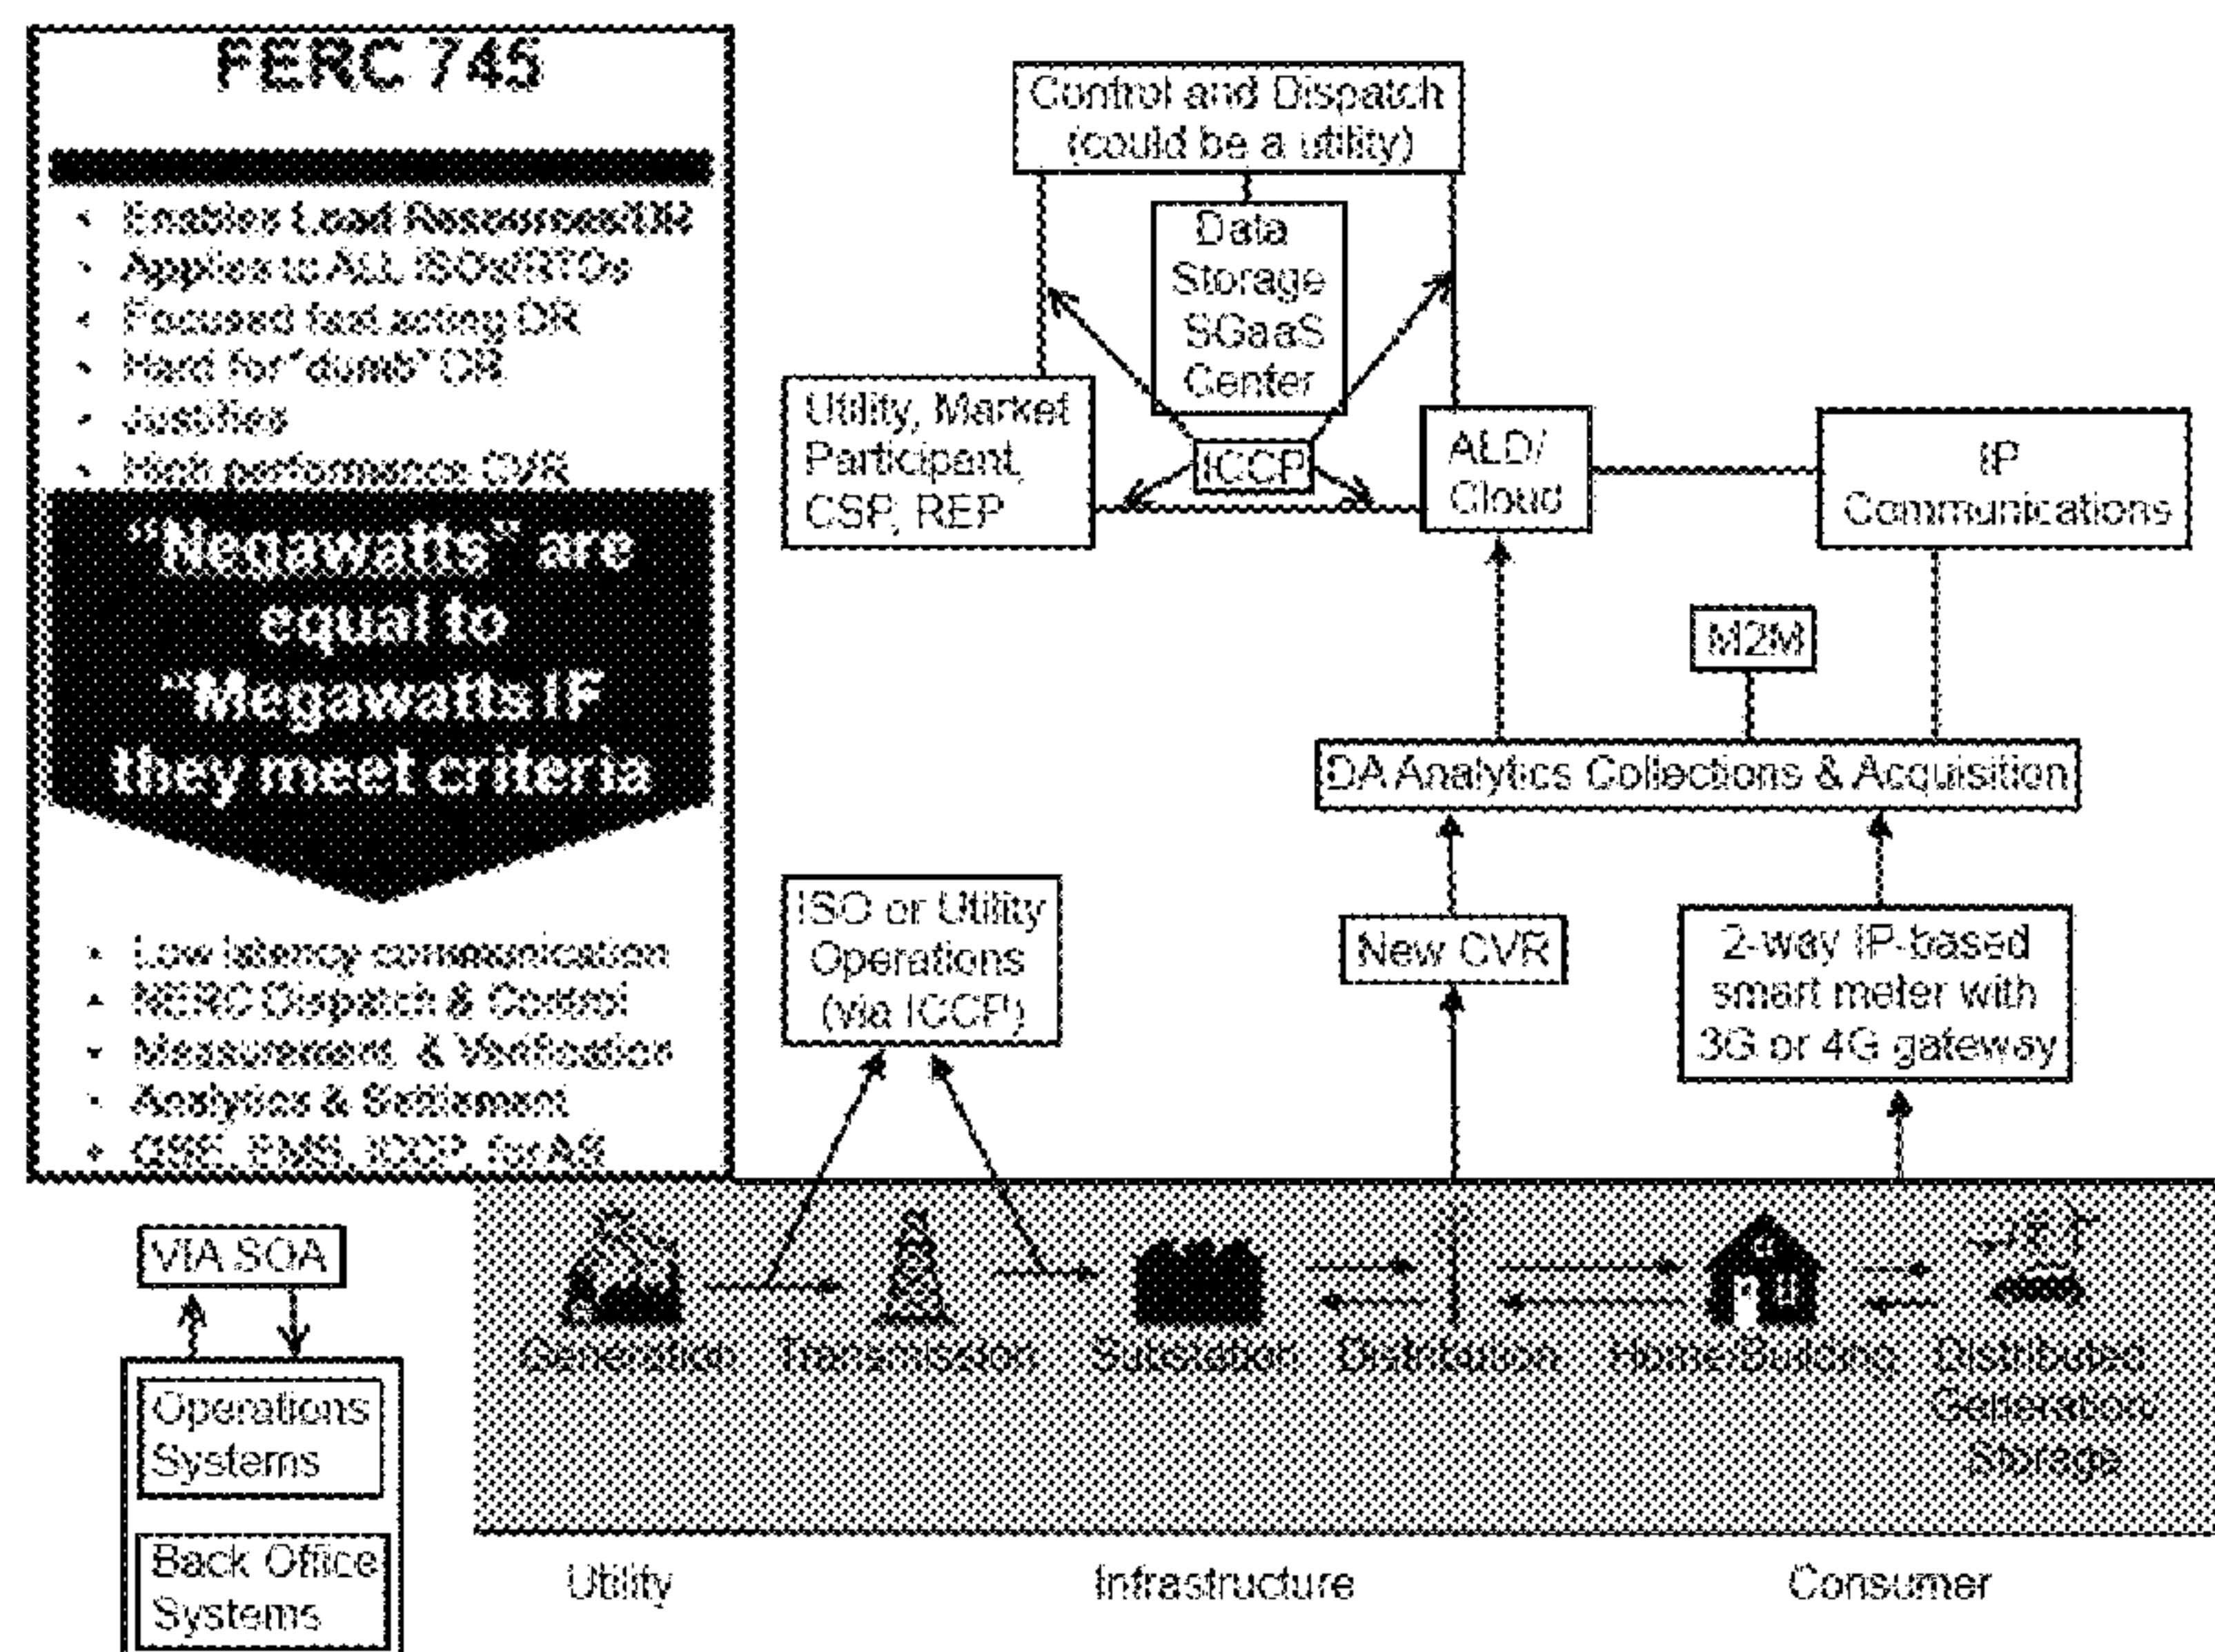 FERC 745
Enables Load Resources/DR
Applies to ALL ISOs/RTOs
Focused fast acting DR
Hard for "dumb" DR
Justifies
High performance CVR
"Negawatts" are
equal to
"Megawatts IF
they meet criteria
Low latency communication
NERC Dispatch & Control
Measurement & Verification
Analytics & Settlement
QSE, EMS, ICCP, for AS
Control and Dispatch
(could be a utility)
Data
Storage
SGaaS
Center
Utility, Market
Participant,
CSP, REP
ICCP
ALD/
Cloud
IP
Communications
M2M
DA Analytics Collections & Acquisition
ISO or Utility
Operations
(via ICCP)
New CVR
2-way IP-based
smart meter with
3G or 4G gateway
VIA SOA
Operations
Systems
Back Office
Systems
Generation
Transmission
Substation
Distribution
Home/Building
Distributed
Generation/
Storage
Utility
Infrastructure
Consumer